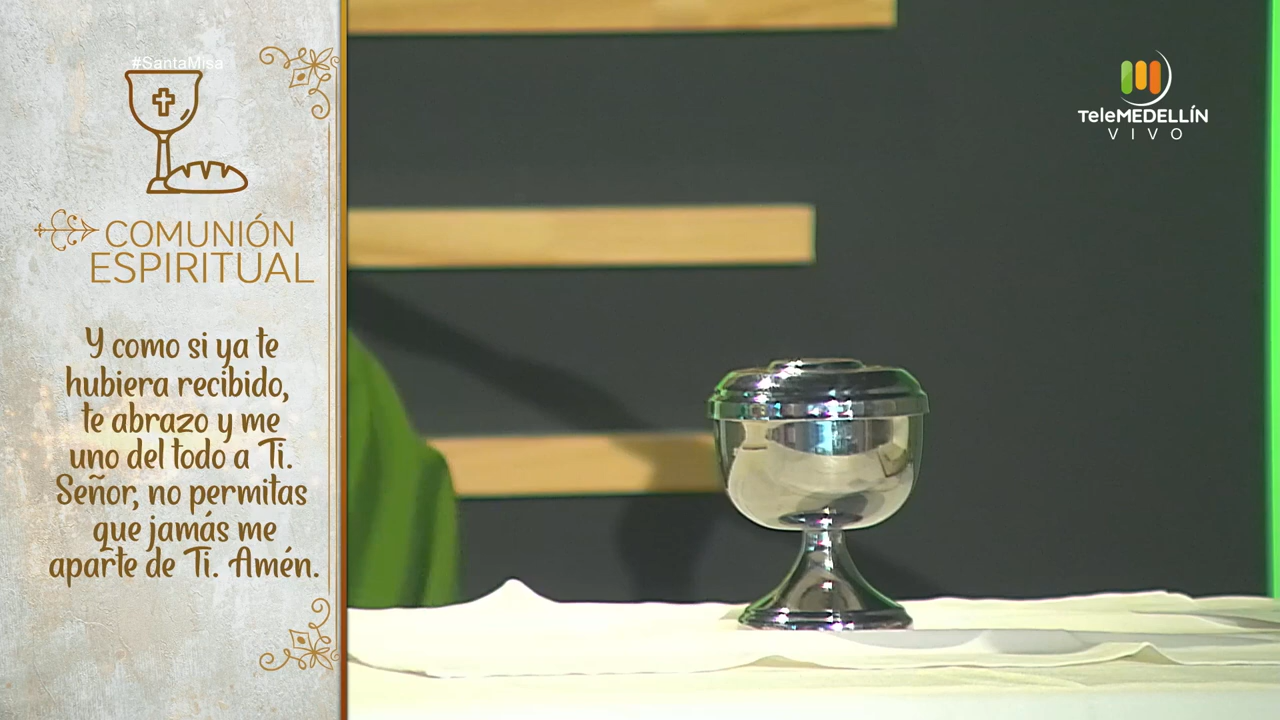 #SantaMisa
COMUNIÓN
ESPIRITUAL
Y como si ya te
hubiera recibido,
te abrazo y me
uno del todo a Ti.
Señor, no permitas
que jamás me
aparte de Ti. Amén.
TeleMEDELLÍN
VIVO